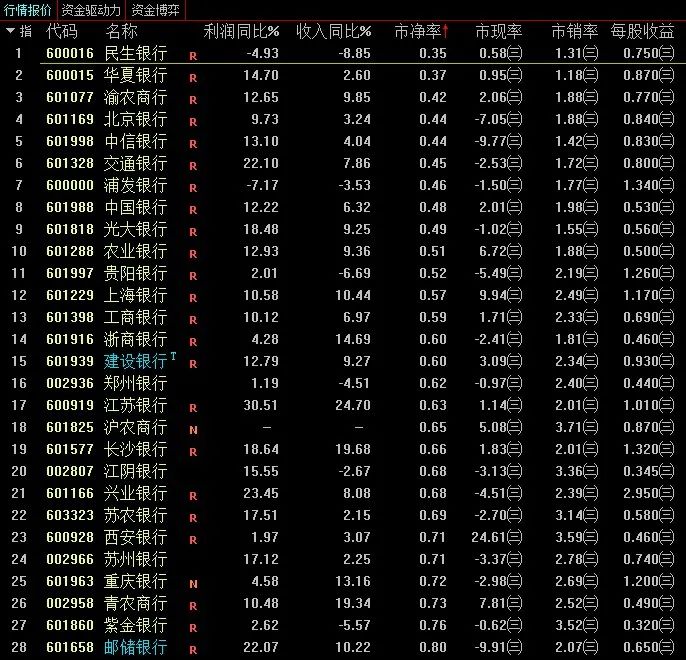 行情报价 资金驱动力 资金博弈
▼指 代码 名称 利润同比% 收入同比% 市净率↑ 市现率 市销率 每股收益
1 600016 民生银行 R -4.93 -8.85 0.35 0.58㊂ 1.31㊂ 0.750㊂
2 600015 华夏银行 R 14.70 2.60 0.37 0.95㊂ 1.18㊂ 0.870㊂
3 601077 渝农商行 R 12.65 9.85 0.42 2.06㊂ 1.88㊂ 0.770㊂
4 601169 北京银行 R 9.73 3.24 0.44 -7.05㊂ 1.88㊂ 0.840㊂
5 601998 中信银行 R 13.10 4.04 0.44 -9.77㊂ 1.42㊂ 0.830㊂
6 601328 交通银行 R 22.10 7.86 0.45 -2.53㊂ 1.72㊂ 0.800㊂
7 600000 浦发银行 R -7.17 -3.53 0.46 -1.50㊂ 1.77㊂ 1.340㊂
8 601988 中国银行 R 12.22 6.32 0.48 2.01㊂ 1.98㊂ 0.530㊂
9 601818 光大银行 R 18.48 9.25 0.49 -1.02㊂ 1.55㊂ 0.560㊂
10 601288 农业银行 R 12.93 9.36 0.51 6.72㊂ 1.88㊂ 0.500㊂
11 601997 贵阳银行 R 2.01 -6.69 0.52 -5.49㊂ 2.19㊂ 1.260㊂
12 601229 上海银行 R 10.58 10.44 0.57 9.94㊂ 2.49㊂ 1.170㊂
13 601398 工商银行 R 10.12 6.97 0.59 1.71㊂ 2.33㊂ 0.690㊂
14 601916 浙商银行 R 4.28 14.69 0.60 -2.41㊂ 1.81㊂ 0.460㊂
15 601939 建设银行T R 12.79 9.27 0.60 3.09㊂ 2.34㊂ 0.930㊂
16 002936 郑州银行 1.19 -4.51 0.62 -0.97㊂ 2.40㊂ 0.440㊂
17 600919 江苏银行 R 30.51 24.70 0.63 1.14㊂ 2.01㊂ 1.010㊂
18 601825 沪农商行 N — — 0.65 5.08㊂ 3.71㊂ 0.870㊂
19 601577 长沙银行 R 18.64 19.68 0.66 1.83㊂ 2.01㊂ 1.320㊂
20 002807 江阴银行 15.55 -2.67 0.68 -3.13㊂ 3.36㊂ 0.345㊂
21 601166 兴业银行 R 23.45 8.08 0.68 -4.51㊂ 2.39㊂ 2.950㊂
22 603323 苏农银行 R 17.51 2.15 0.69 -2.70㊂ 3.14㊂ 0.580㊂
23 600928 西安银行 R 1.97 3.07 0.71 24.61㊂ 3.59㊂ 0.460㊂
24 002966 苏州银行 17.12 2.25 0.71 -3.37㊂ 2.78㊂ 0.740㊂
25 601963 重庆银行 N 4.58 13.16 0.72 -2.98㊂ 2.69㊂ 1.200㊂
26 002958 青农商行 R 10.48 19.34 0.73 7.81㊂ 2.52㊂ 0.490㊂
27 601860 紫金银行 R 2.62 -5.57 0.76 -0.62㊂ 3.52㊂ 0.320㊂
28 601658 邮储银行 R 22.07 10.22 0.80 -9.91㊂ 2.07㊂ 0.650㊂